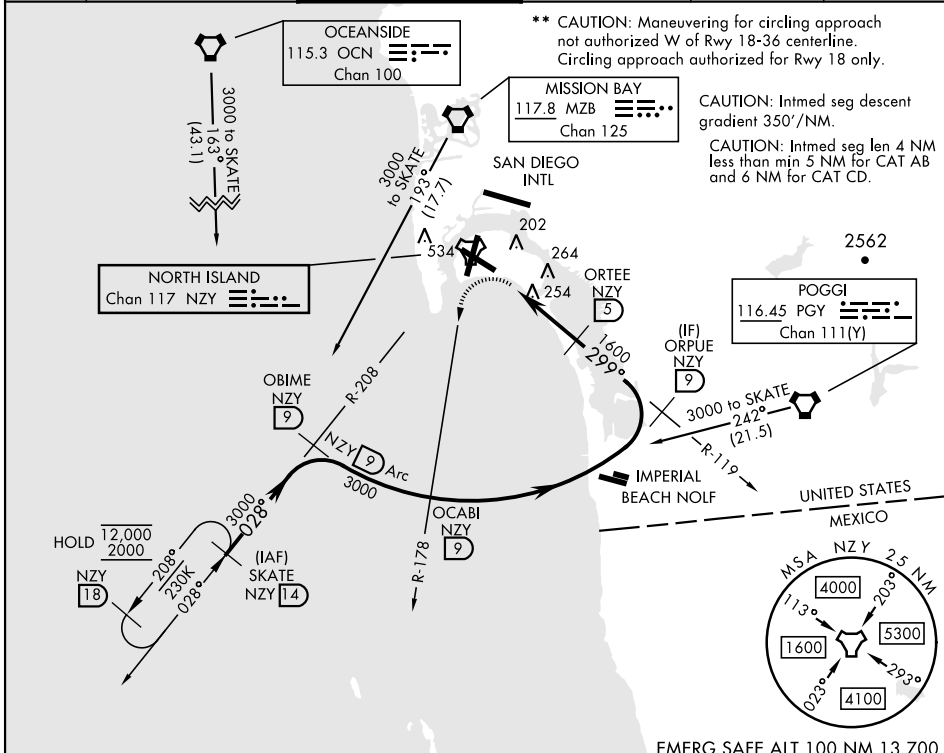 ** CAUTION: Maneuvering for circling approach
not authorized W of Rwy 18-36 centerline.
Circling approach authorized for Rwy 18 only.
OCEANSIDE
115.3 OCN
Chan 100
MISSION BAY
117.8 MZB
Chan 125
CAUTION: Intmed seg descent
gradient 350'/NM.
CAUTION: Intmed seg len 4 NM
less than min 5 NM for CAT AB
and 6 NM for CAT CD.
3000 to SKATE
163°
(43.1)
3000
to SKATE
193°
(17.7)
SAN DIEGO
INTL
534
202
264
254
2562
NORTH ISLAND
Chan 117 NZY
ORTEE
NZY
5
POGGI
116.45 PGY
Chan 111(Y)
1600
299°
(IF)
ORPUE
NZY
9
3000 to SKATE
242°
(21.5)
R-119
R-208
OBIME
NZY
9
NZY 9 Arc
3000
IMPERIAL
BEACH NOLF
UNITED STATES
MEXICO
OCABI
NZY
9
R-178
3000
028°
HOLD 12,000
2000
NZY
18
208°
230K
028°
(IAF)
SKATE
NZY 14
MSA NZY 25 NM
4000
113°
203°
1600
5300
023°
293°
4100
EMERG SAFE ALT 100 NM 13,700